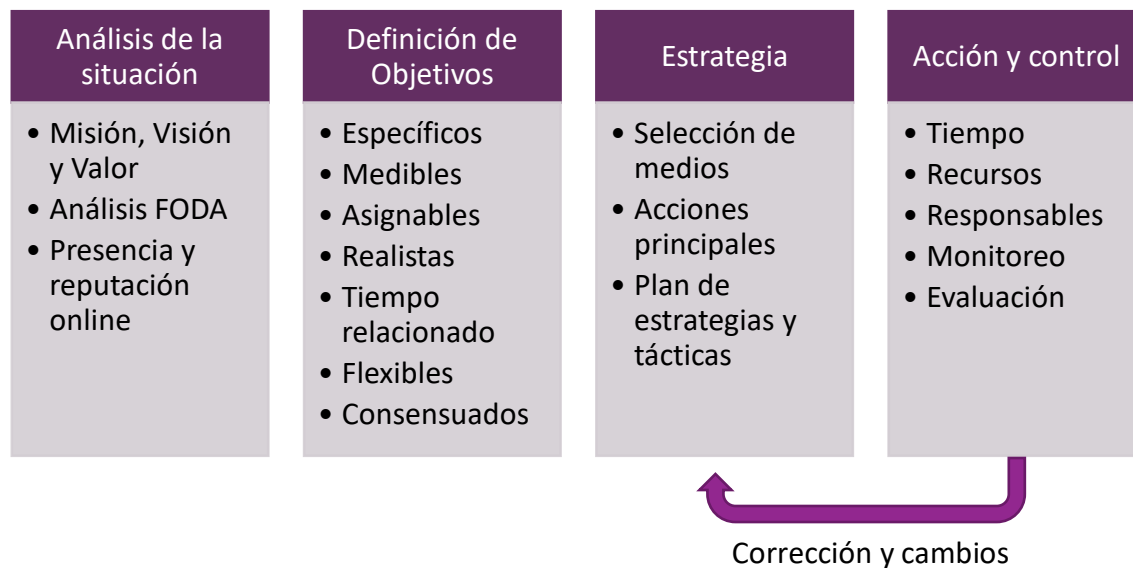 Análisis de la
situación
• Misión, Visión
y Valor
• Análisis FODA
• Presencia y
reputación
online
Definición de
Objetivos
• Específicos
• Medibles
• Asignables
• Realistas
• Tiempo
relacionado
• Flexibles
• Consensuados
Estrategia
• Selección de
medios
• Acciones
principales
• Plan de
estrategias y
tácticas
Acción y control
• Tiempo
• Recursos
• Responsables
• Monitoreo
• Evaluación
Corrección y cambios